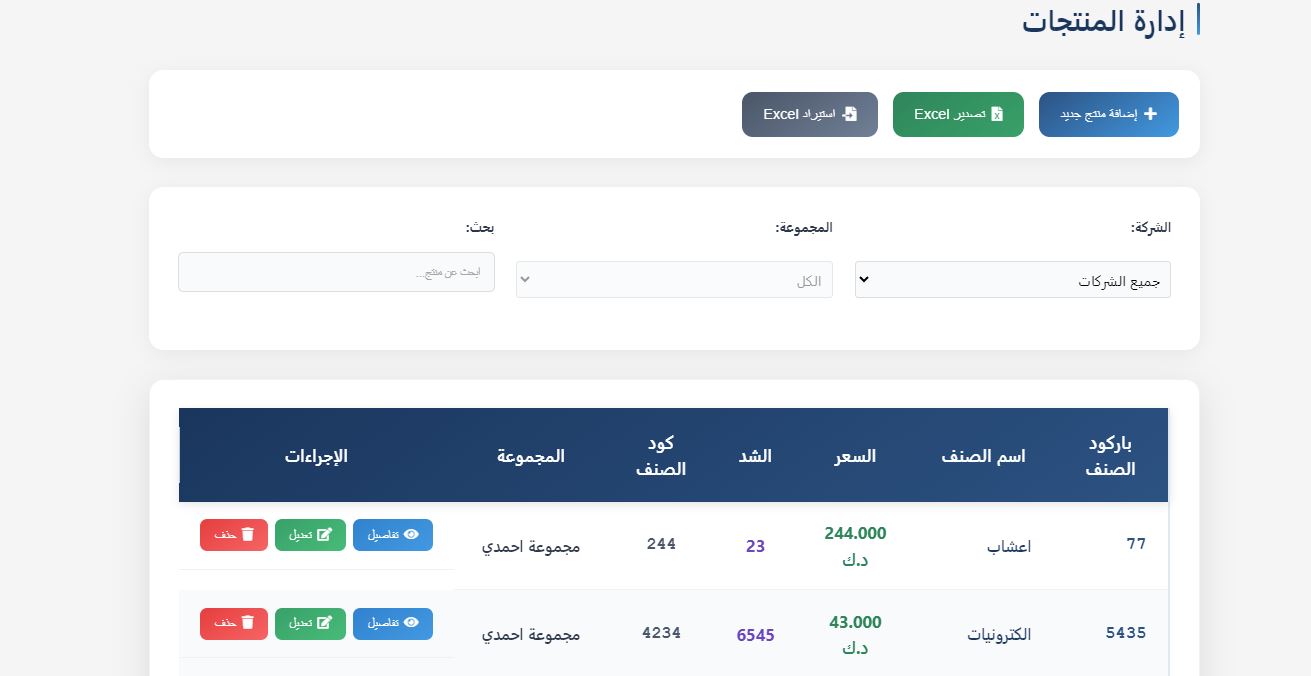 إدارة المنتجات
إضافة منتج جديد
تصدير Excel
استيراد Excel
الشركة:
المجموعة:
بحث:
جميع الشركات
الكل
ابحث عن منتج...
باركود الصنف
اسم الصنف
السعر
الشد
كود الصنف
المجموعة
الإجراءات
77
اعشاب
244.000 د.ك
23
244
مجموعة احمدي
تفاصيل
تعديل
حذف
5435
الكترونيات
43.000 د.ك
6545
4234
مجموعة احمدي
تفاصيل
تعديل
حذف